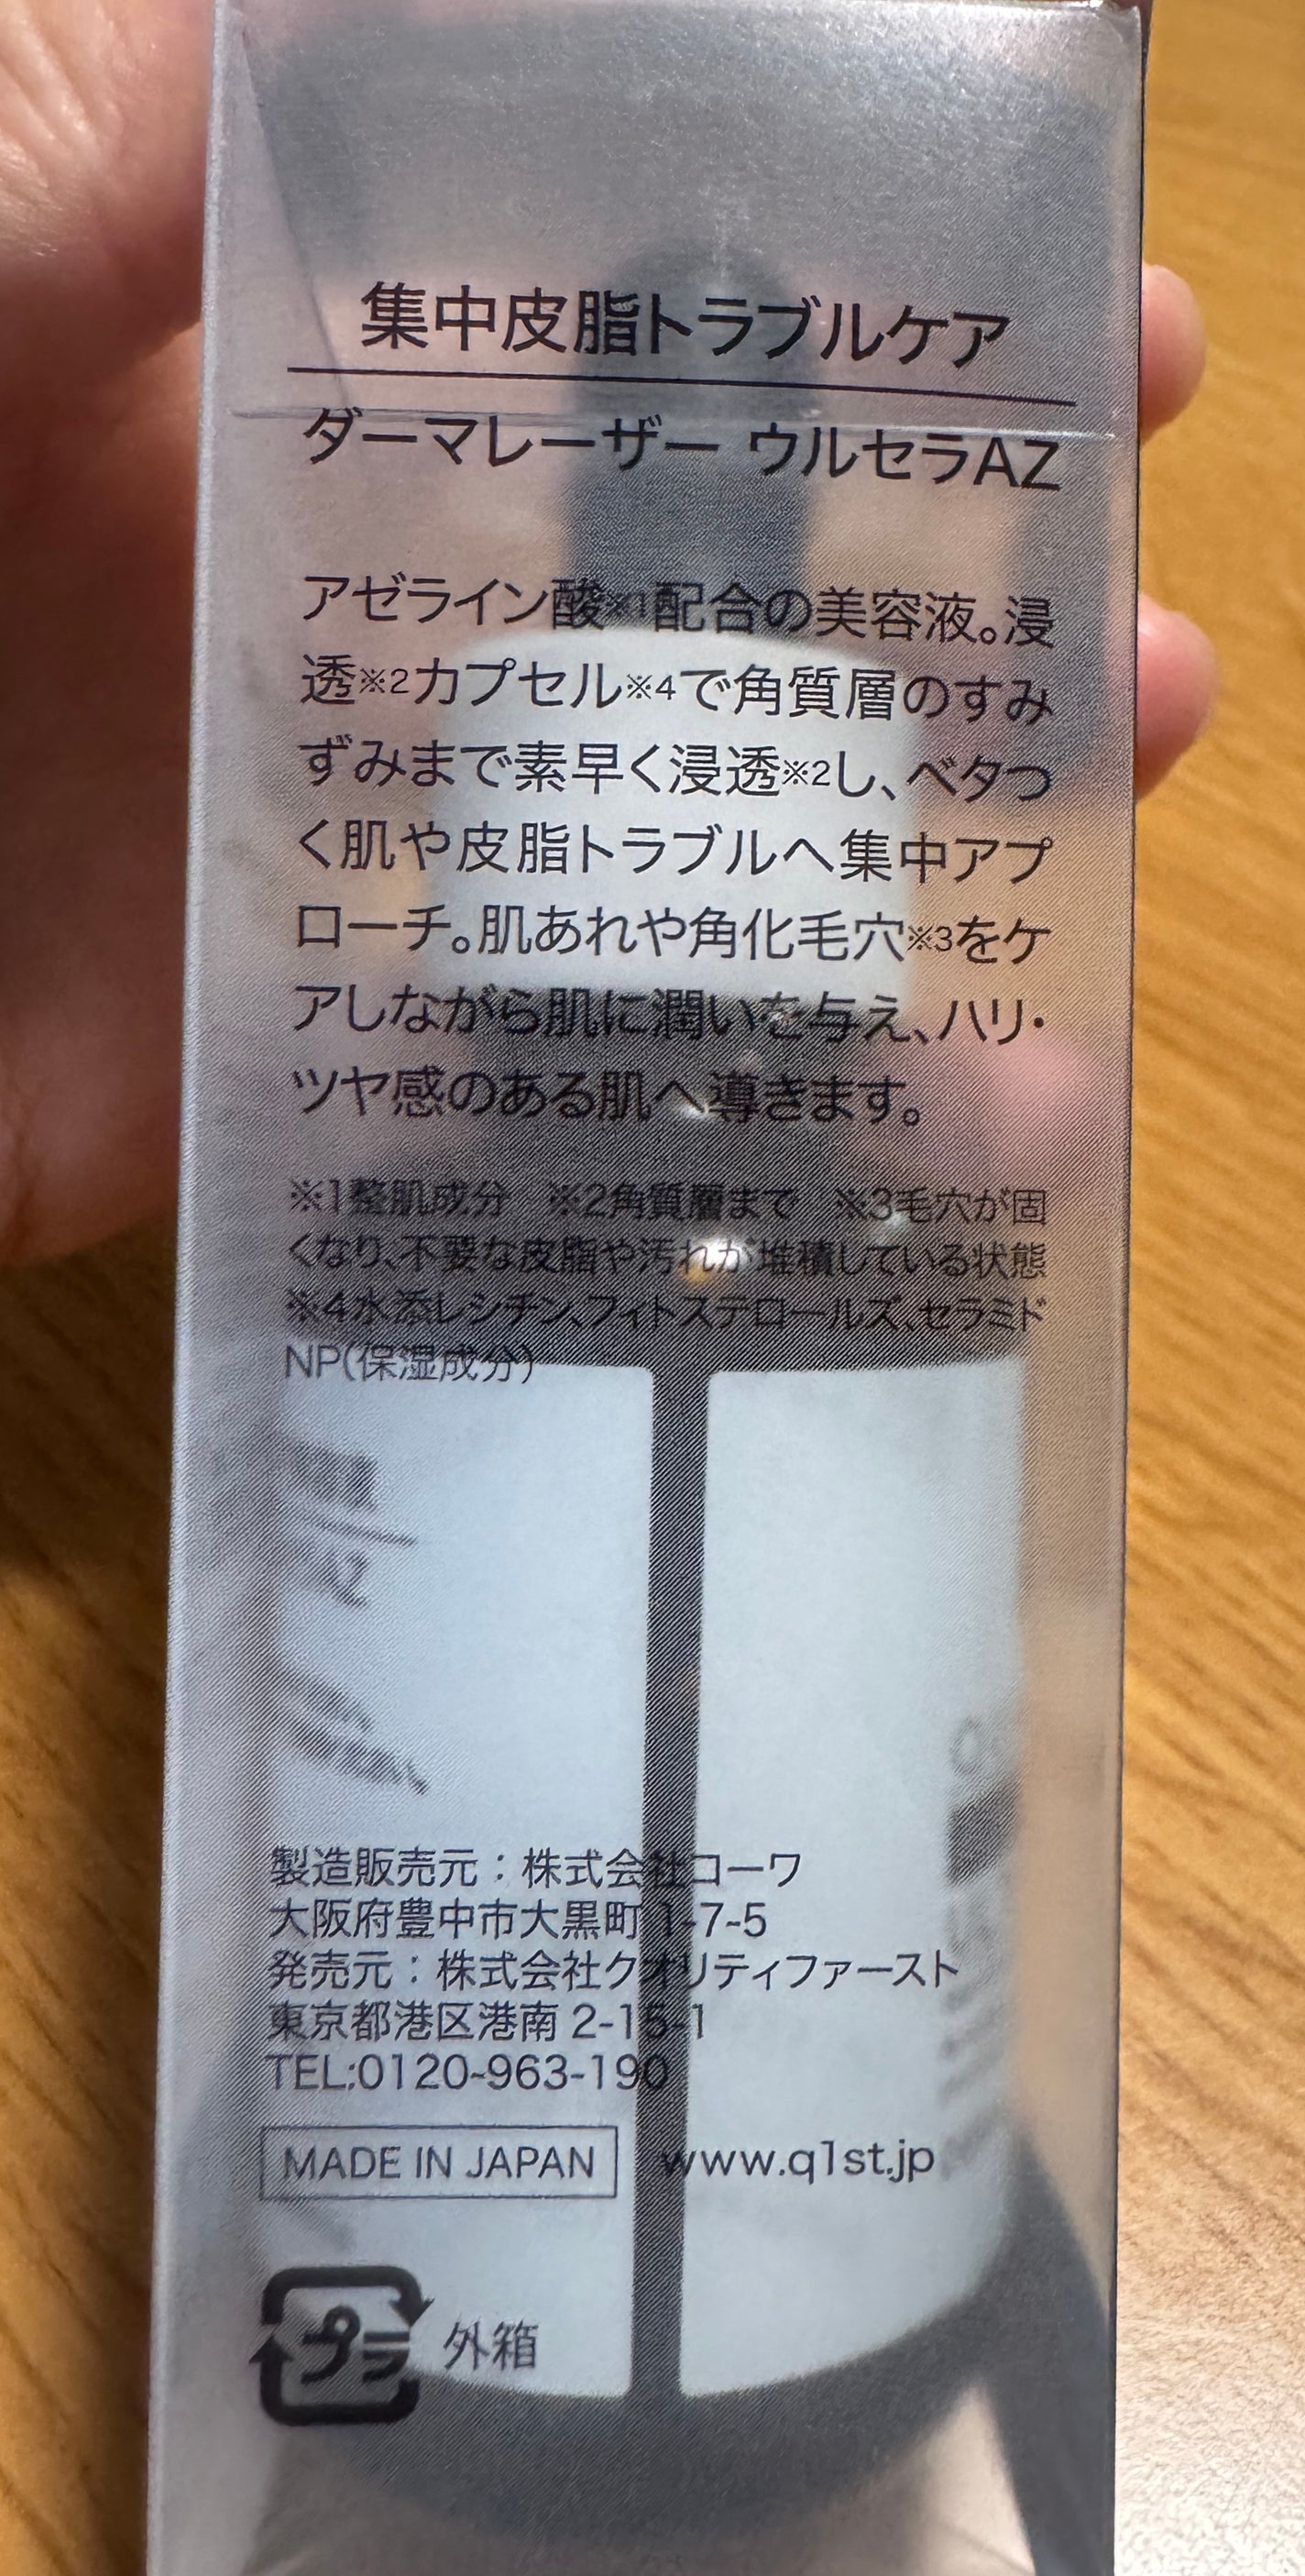 集中皮脂トラブルケア
ダーマレーザー ウルセラAZ
アゼライン酸※1配合の美容液。浸
透※2カプセル※4で角質層のすみ
ずみまで素早く浸透※2し、ベタつ
く肌や皮脂トラブルへ集中アプ
ローチ。肌あれや角化毛穴※3をケ
アしながら肌に潤いを与え、ハリ・
ツヤ感のある肌へ導きます。
※1整肌成分　※2角質層まで　※3毛穴が固
くなり、不要な皮脂や汚れが堆積している状態
※4水添レシチン、フィトステロールズ、セラミド
NP(保湿成分)
製造販売元：株式会社コーワ
大阪府豊中市大黒町 1-7-5
発売元：株式会社クオリティファースト
東京都港区港南 2-15-1
TEL:0120-963-190
MADE IN JAPAN www.q1st.jp
プラ 外箱